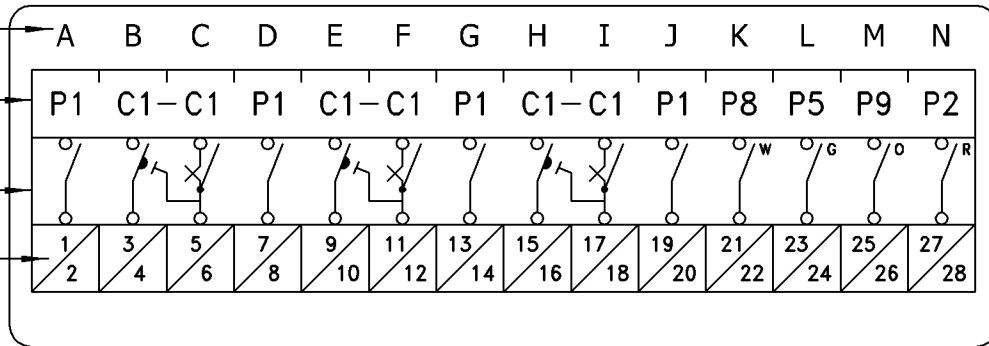 A B C D E F G H I J K L M N
P1 C1-C1 P1 C1-C1 P1 C1-C1 P1 P8 P5 P9 P2
W G O R
1 3 5 7 9 11 13 15 17 19 21 23 25 27
2 4 6 8 10 12 14 16 18 20 22 24 26 28